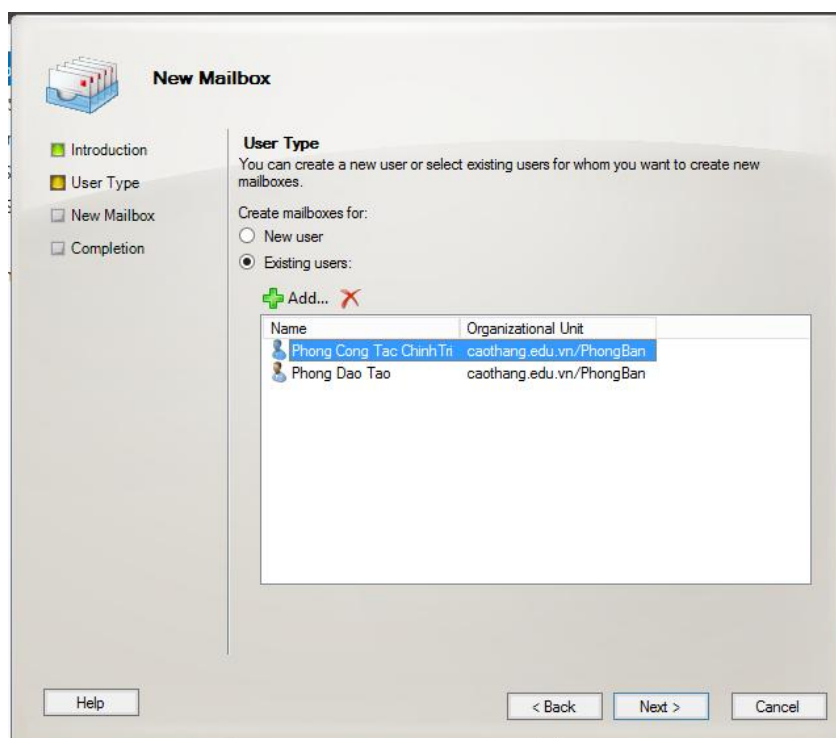 New Mailbox
Introduction
User Type
New Mailbox
Completion
User Type
You can create a new user or select existing users for whom you want to create new
mailboxes.
Create mailboxes for:
New user
Existing users:
Add...
Name Organizational Unit
Phong Cong Tac ChinhTri caothang.edu.vn/PhongBan
Phong Dao Tao caothang.edu.vn/PhongBan
Help
< Back Next > Cancel